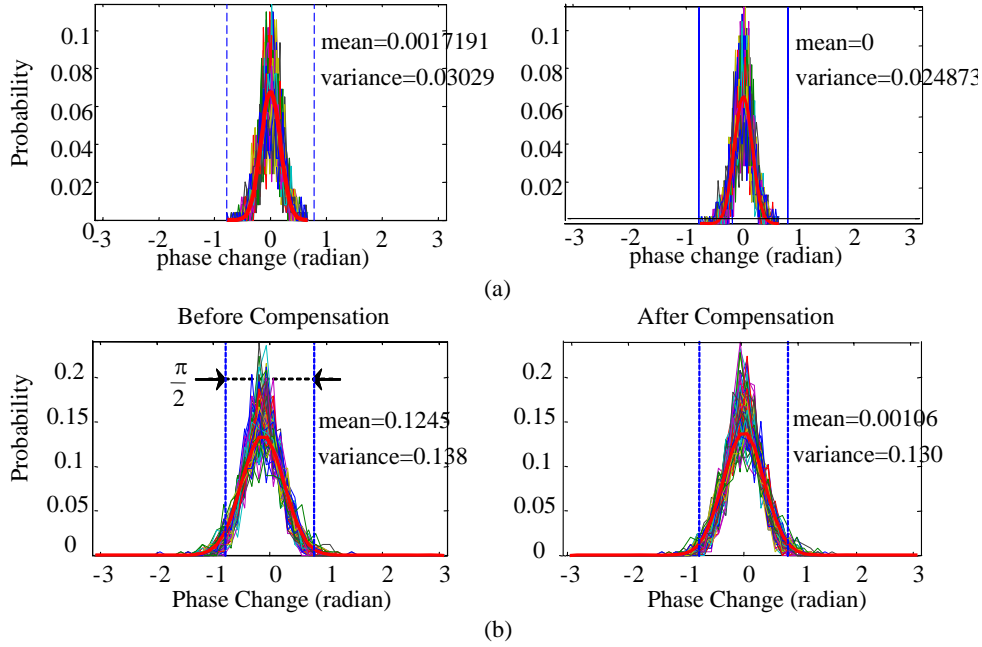 0.1
0.08
0.06
0.04
0.02
0
Probability
mean=0.0017191
variance=0.03029
-3 -2 -1 0 1 2 3
phase change (radian)
0.1
0.08
0.06
0.04
0.02
mean=0
variance=0.024873
-3 -2 -1 0 1 2 3
phase change (radian)
(a)
Before Compensation
0.2
0.15
0.1
0.05
0
Probability
π
2
mean=0.1245
variance=0.138
-3 -2 -1 0 1 2 3
Phase Change (radian)
After Compensation
0.2
0.15
0.1
0.05
0
mean=0.00106
variance=0.130
-3 -2 -1 0 1 2 3
Phase Change (radian)
(b)